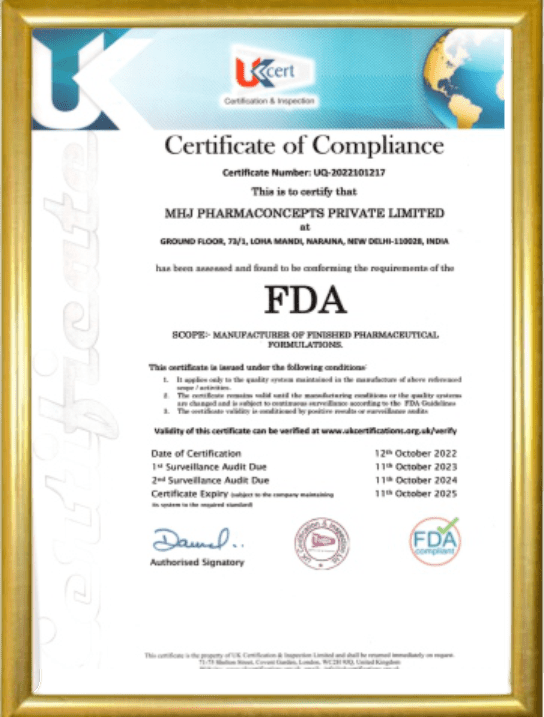 UKcert
Certification & Inspection
Certificate of Compliance
Certificate Number: UQ-2022101217
This is to certify that
MHJ PHARMACONCEPTS PRIVATE LIMITED
at
GROUND FLOOR, 73/1, LOHA MANDI, NARAINA, NEW DELHI-110028, INDIA
has been assessed and found to be conforming the requirements of the
FDA
SCOPE:- MANUFACTURER OF FINISHED PHARMACEUTICAL
FORMULATIONS.
This certificate is issued under the following conditions:
1. It applies only to the quality system maintained in the manufacture of above referenced
scope / activities.
2. The certificate remains valid until the manufacturing conditions or the quality systems
are changed and is subject to continuous surveillance according to the FDA Guidelines
3. The certificate validity is conditioned by positive results or surveillance audits
Validity of this certificate can be verified at www.ukcertifications.org.uk/verify
Date of Certification 12th October 2022
1st Surveillance Audit Due 11th October 2023
2nd Surveillance Audit Due 11th October 2024
Certificate Expiry (subject to the company maintaining 11th October 2025
its system to the required standard)
Authorised Signatory
FDA
compliant
certificate
This certificate is the property of UK Certification & Inspection Limited and shall be returned immediately on request.
71-75 Shelton Street, Covent Garden, London, WC2H 9JQ, United Kingdom